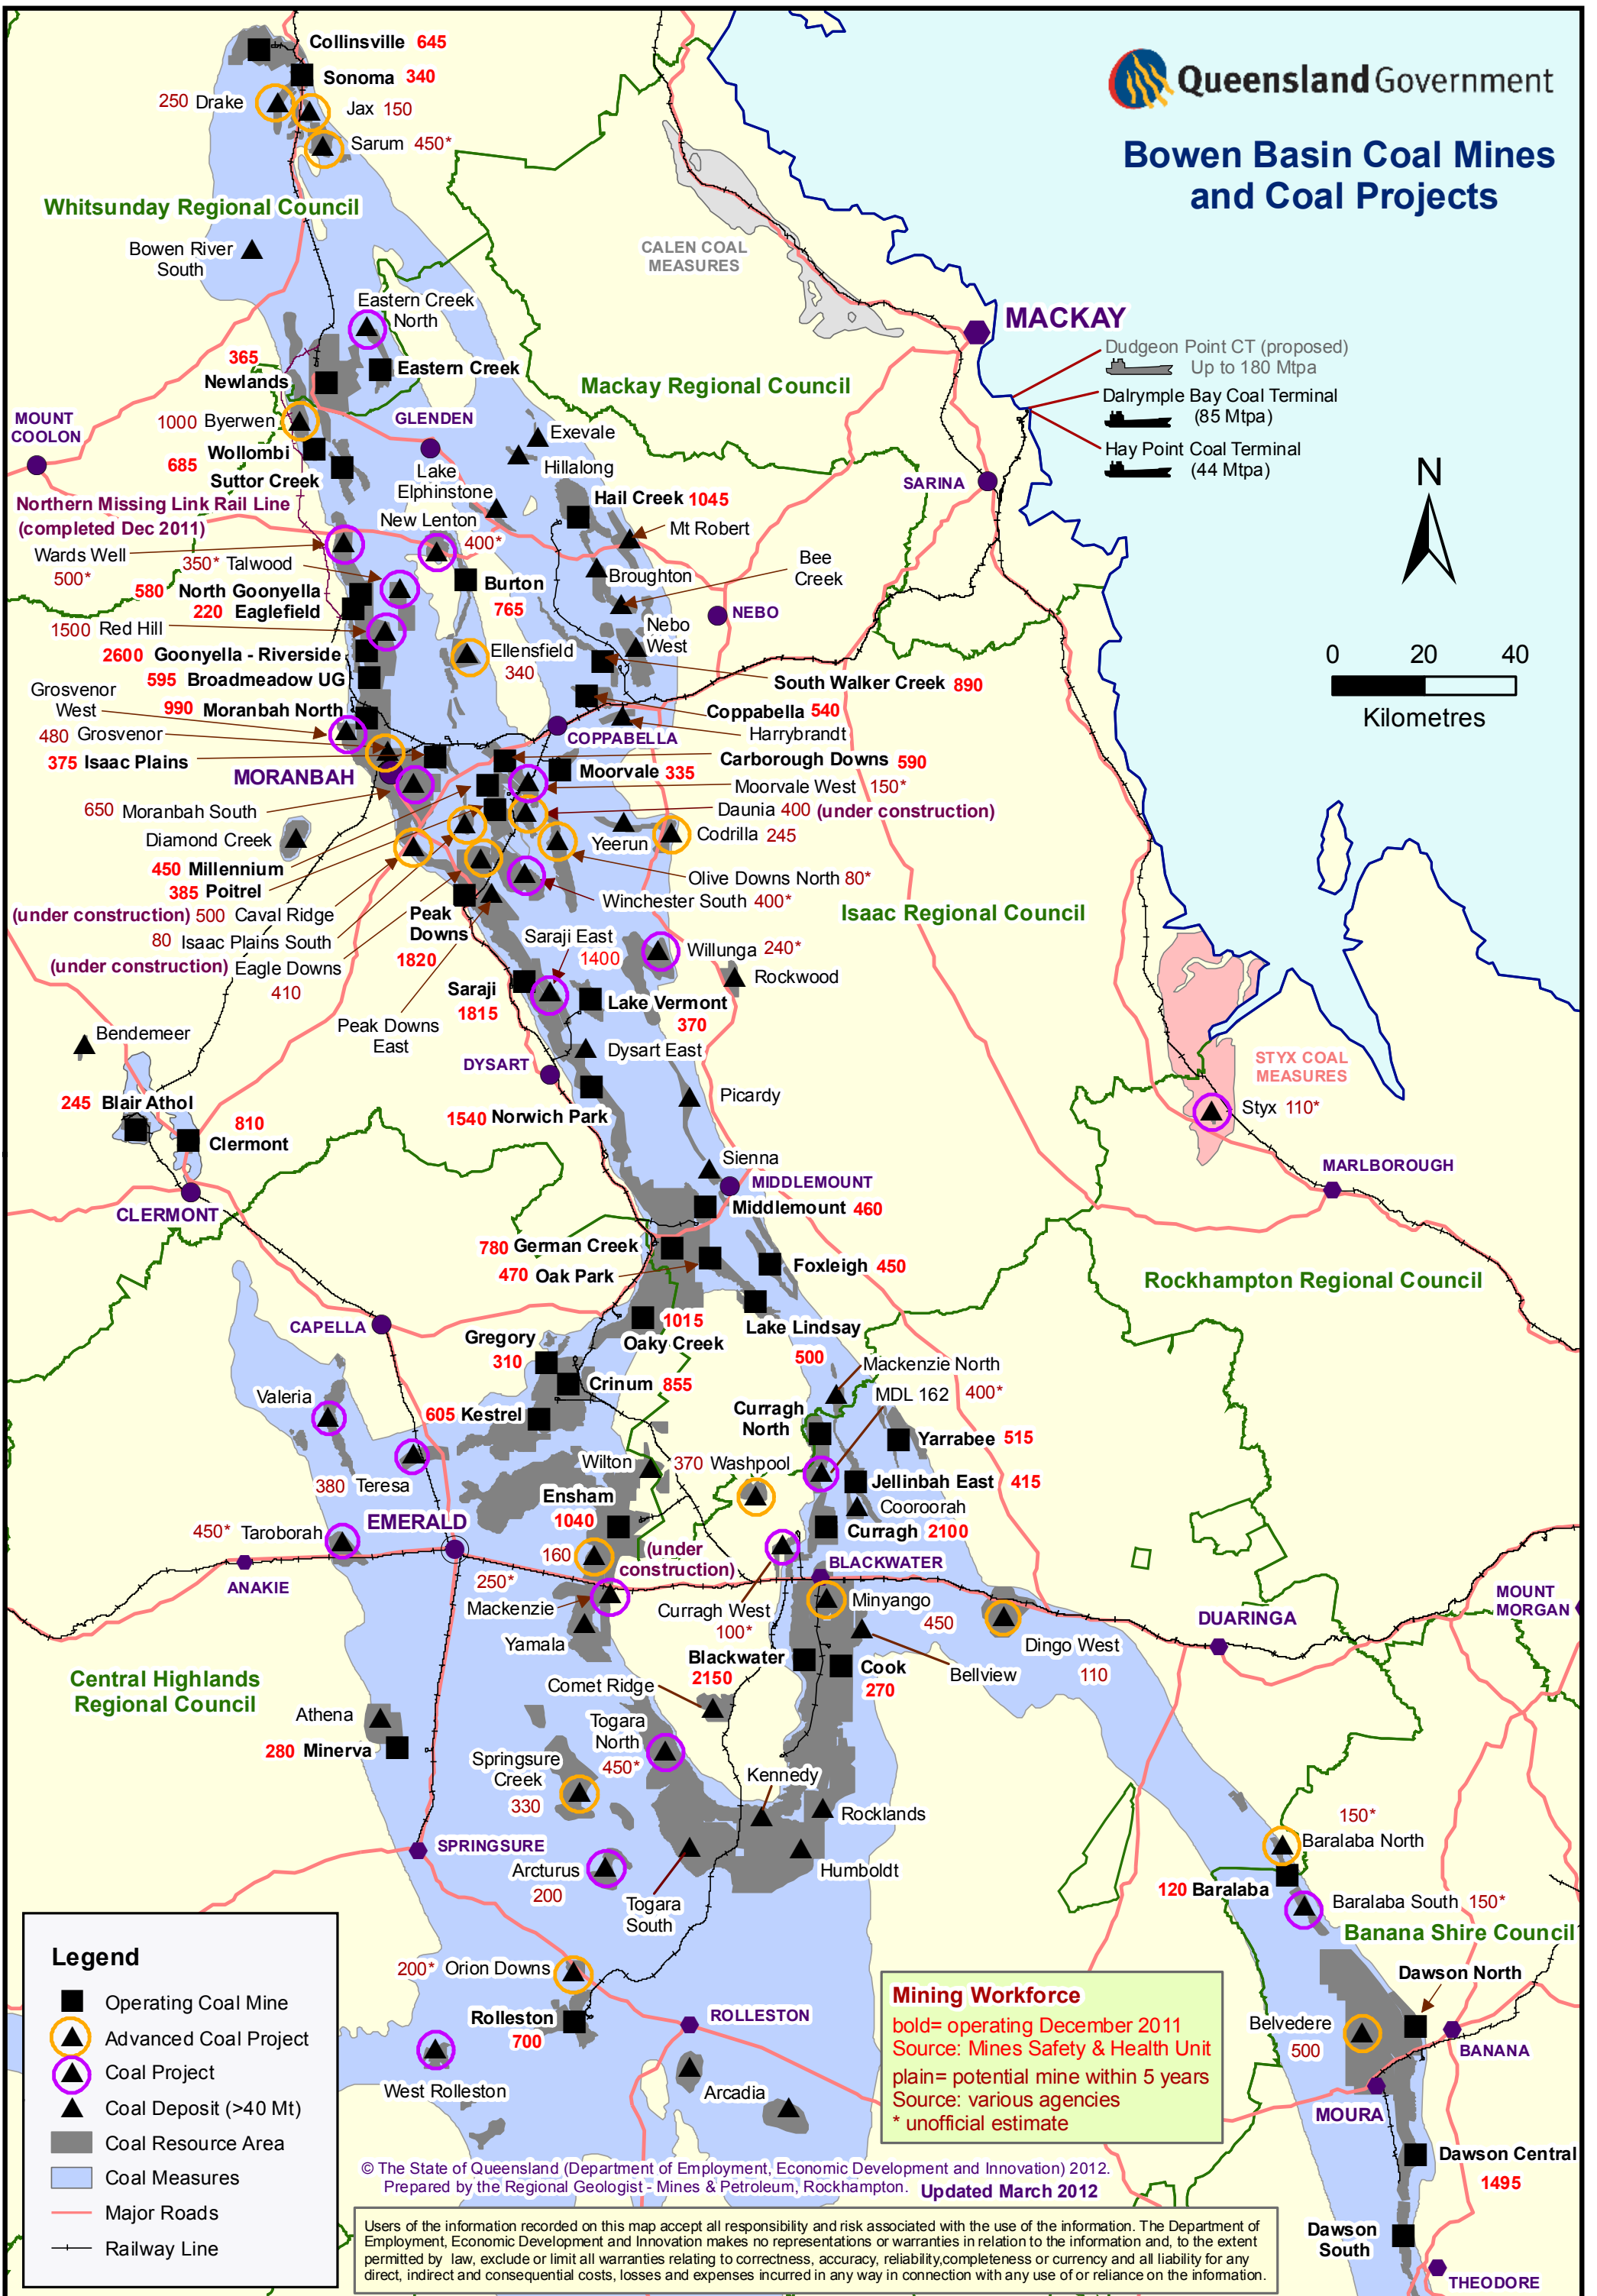 Queensland Government
Bowen Basin Coal Mines
and Coal Projects
Collinsville 645
Sonoma 340
250 Drake
Jax 150
Sarum 450*
Whitsunday Regional Council
Bowen River
South
CALEN COAL
MEASURES
Eastern Creek
North
MACKAY
Dudgeon Point CT (proposed)
Up to 180 Mtpa
365
Newlands
Eastern Creek
Mackay Regional Council
Dalrymple Bay Coal Terminal
(85 Mtpa)
1000 Byerwen
GLENDEN
MOUNT
COOLON
Exevale
Hay Point Coal Terminal
(44 Mtpa)
Wollombi
685
Suttor Creek
Lake
Elphinstone
Hillalong
SARINA
N
Northern Missing Link Rail Line
(completed Dec 2011)
Hail Creek 1045
New Lenton
400*
Mt Robert
Wards Well
500*
350* Talwood
Bee
Creek
Broughton
580 North Goonyella
220 Eaglefield
Burton
765
NEBO
1500 Red Hill
Nebo
West
2600 Goonyella - Riverside
Ellensfield
340
0 20 40
Kilometres
595 Broadmeadow UG
South Walker Creek 890
Grosvenor
West
990 Moranbah North
Coppabella 540
480 Grosvenor
COPPABELLA
Harrybrandt
375 Isaac Plains
Carborough Downs 590
MORANBAH
Moorvale 335
Moorvale West 150*
650 Moranbah South
Daunia 400 (under construction)
Diamond Creek
Yeerun
Codrilla 245
450 Millennium
385 Poitrel
Olive Downs North 80*
Winchester South 400*
(under construction) 500 Caval Ridge
Peak
Downs
1820
Isaac Regional Council
80 Isaac Plains South
(under construction) Eagle Downs
410
Saraji East
1400
Willunga 240*
Rockwood
Saraji
1815
Lake Vermont
370
Peak Downs
East
Bendemeer
Dysart East
DYSART
STYX COAL
MEASURES
Picardy
Styx 110*
245 Blair Athol
810
Clermont
1540 Norwich Park
Sienna
MIDDLEMOUNT
MARLBOROUGH
CLERMONT
Middlemount 460
780 German Creek
470 Oak Park
Foxleigh 450
Rockhampton Regional Council
CAPELLA
1015
Oaky Creek
Lake Lindsay
500
Gregory
310
Crinum 855
Mackenzie North
MDL 162 400*
Valeria
605 Kestrel
Curragh
North
Yarrabee 515
Wilton
370 Washpool
380 Teresa
Jellinbah East 415
Cooroorah
Ensham
1040
EMERALD
450* Taroborah
Curragh 2100
160
(under
construction)
BLACKWATER
ANAKIE
250*
Mackenzie
Minyango
450
MOUNT
MORGAN
Curragh West
100*
DUARINGA
Yamala
Dingo West
110
Blackwater
2150
Cook
270
Bellview
Central Highlands
Regional Council
Comet Ridge
Athena
Togara
North
450*
280 Minerva
Springsure
Creek
330
Kennedy
Rocklands
150*
Baralaba North
SPRINGSURE
Arcturus
200
Humboldt
120 Baralaba
Togara
South
Baralaba South 150*
Banana Shire Council
200* Orion Downs
Dawson North
Rolleston
700
ROLLESTON
Belvedere
500
BANANA
West Rolleston
Arcadia
MOURA
Dawson Central
1495
Dawson
South
THEODORE
Legend
Operating Coal Mine
Advanced Coal Project
Coal Project
Coal Deposit (>40 Mt)
Coal Resource Area
Coal Measures
Major Roads
Railway Line
Mining Workforce
bold= operating December 2011
Source: Mines Safety & Health Unit
plain= potential mine within 5 years
Source: various agencies
* unofficial estimate
© The State of Queensland (Department of Employment, Economic Development and Innovation) 2012.
Prepared by the Regional Geologist - Mines & Petroleum, Rockhampton. Updated March 2012
Users of the information recorded on this map accept all responsibility and risk associated with the use of the information. The Department of
Employment, Economic Development and Innovation makes no representations or warranties in relation to the information and, to the extent
permitted by law, exclude or limit all warranties relating to correctness, accuracy, reliability,completeness or currency and all liability for any
direct, indirect and consequential costs, losses and expenses incurred in any way in connection with any use of or reliance on the information.